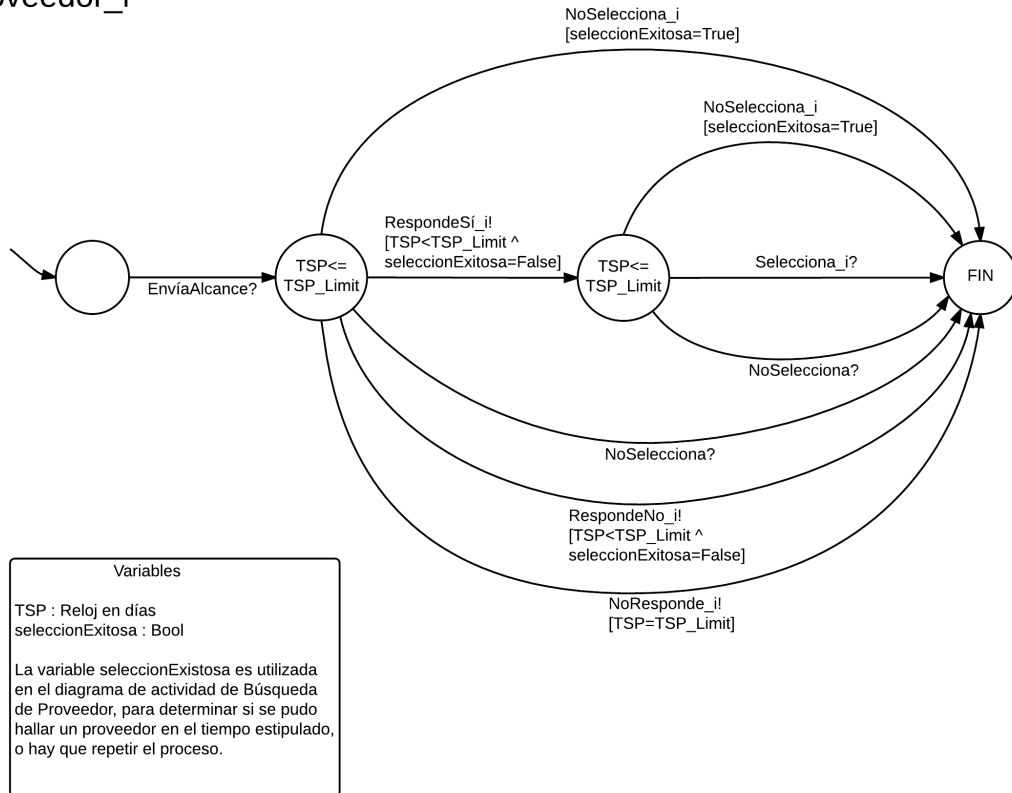 NoSelecciona_i
[seleccionExitosa=True]
NoSelecciona_i
[seleccionExitosa=True]
RespondeSí_i!
[TSP<TSP_Limit ^
seleccionExitosa=False]
EnvíaAlcance?
TSP<=
TSP_Limit
TSP<=
TSP_Limit
Selecciona_i?
FIN
NoSelecciona?
NoSelecciona?
RespondeNo_i!
[TSP<TSP_Limit ^
seleccionExitosa=False]
NoResponde_i!
[TSP=TSP_Limit]
Variables
TSP : Reloj en días
seleccionExitosa : Bool
La variable seleccionExistosa es utilizada
en el diagrama de actividad de Búsqueda
de Proveedor, para determinar si se pudo
hallar un proveedor en el tiempo estipulado,
o hay que repetir el proceso.